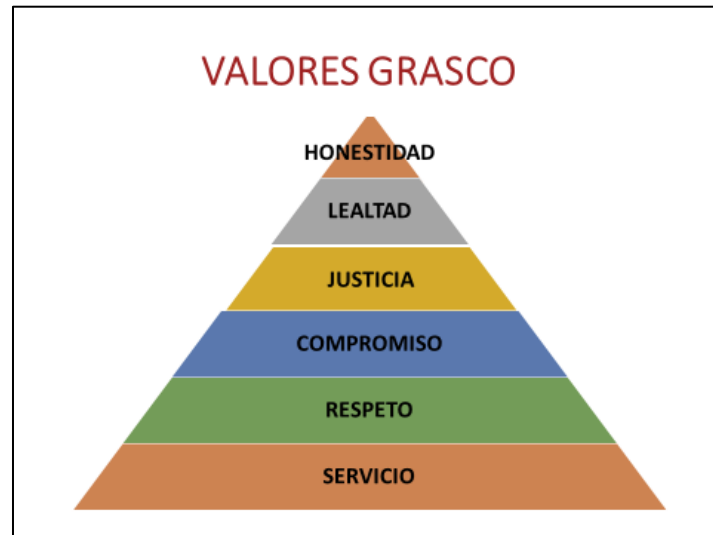 VALORES GRASCO
HONESTIDAD
LEALTAD
JUSTICIA
COMPROMISO
RESPETO
SERVICIO